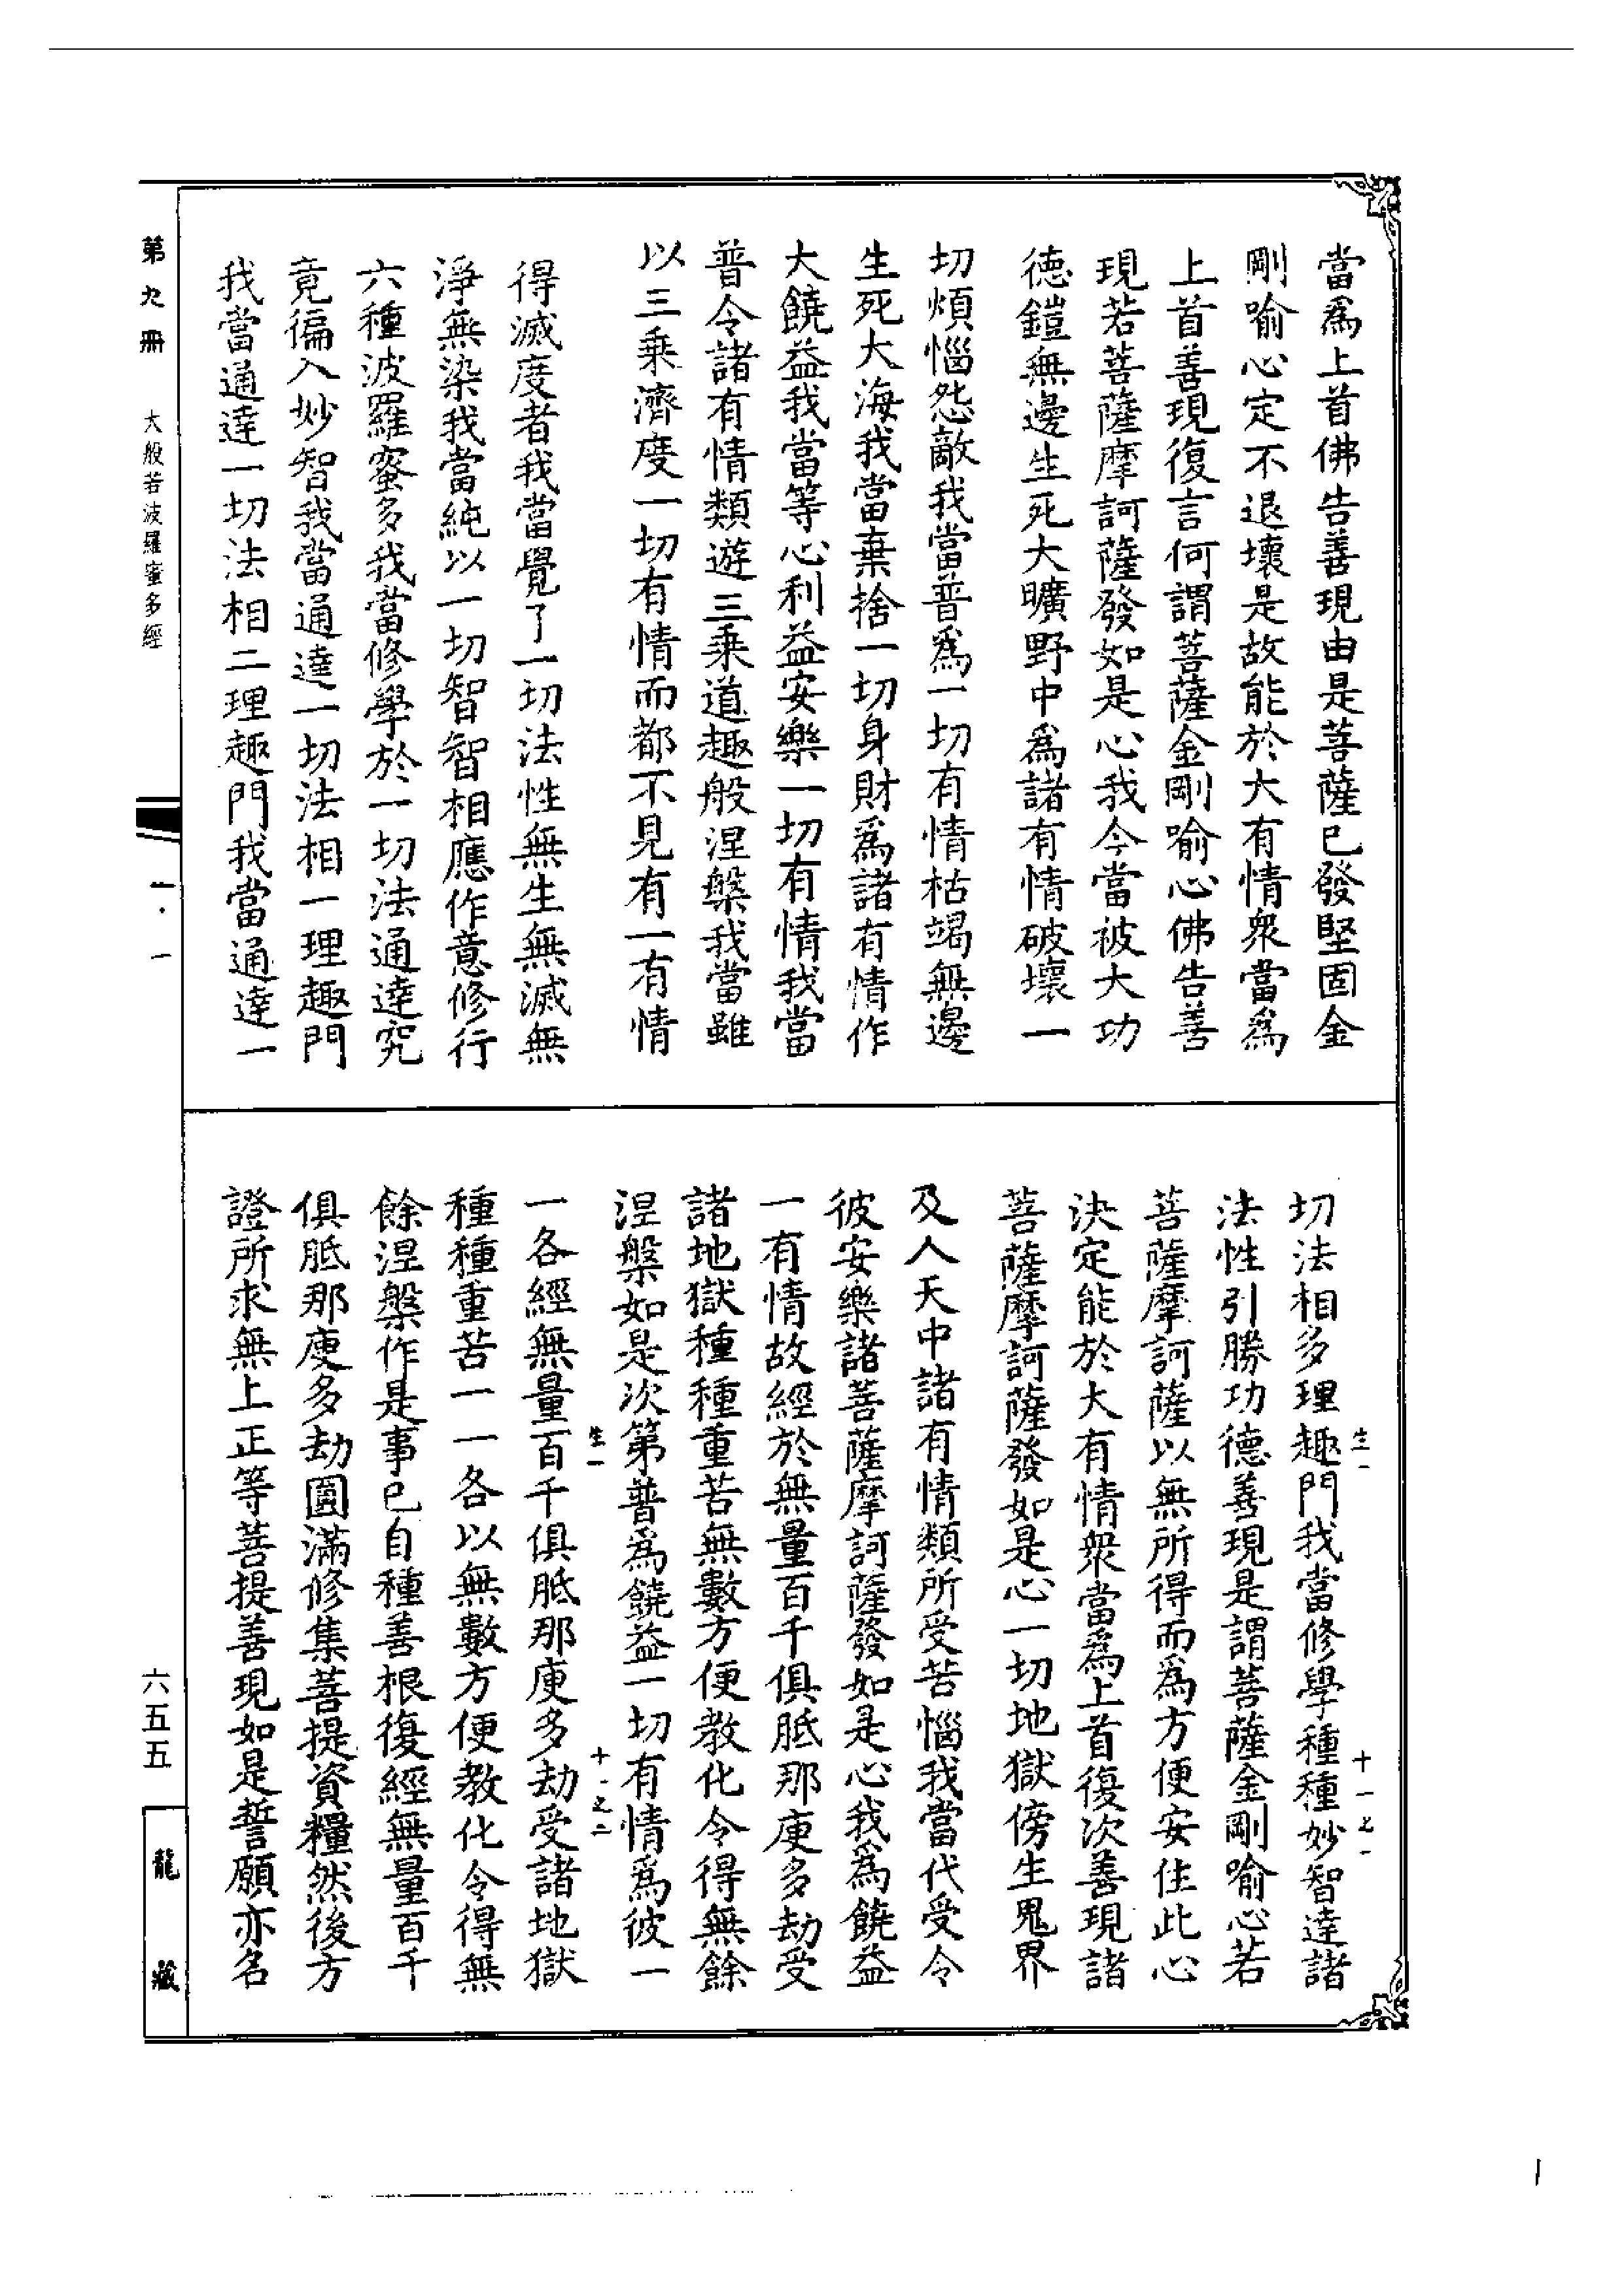 當爲上首佛告善現由是菩薩已發堅固金
剛喻心定不退壞是故能於大有情衆當爲
上首善現復言何謂菩薩金剛喻心佛告善
現若菩薩摩訶薩發如是心我今當被大功
德鎧無邊生死大曠野中爲諸有情破壞一
切煩惱怨敵我當普爲一切有情枯竭無邊
生死大海我當棄捨一切身財爲諸有情作
大饒益我當等心利益安樂一切有情我當
普令諸有情類遊三乘道趣般涅槃我當雖
以三乘濟度一切有情而都不見有一有情
得滅度者我當覺了一切法性無生無滅無
淨無染我當純以一切智智相應作意修行
六種波羅蜜多我當修學於一切法通達究
竟徧入妙智我當通達一切法相一理趣門
我當通達一切法相二理趣門我當通達一
切法相多理趣門我當修學種種妙智達諸
法性引勝功德善現是謂菩薩金剛喻心若
菩薩摩訶薩以無所得而爲方便安住此心
決定能於大有情衆當爲上首復次善現諸
菩薩摩訶薩發如是心一切地獄傍生鬼界
及人天中諸有情類所受苦惱我當代受令
彼安樂諸菩薩摩訶薩發如是心我爲饒益
一有情故經於無量百千俱胝那庾多劫受
諸地獄種種重苦無數方便教化令得無餘
涅槃如是次第普爲饒益一切有情爲彼一
一各經無量百千俱胝那庾多劫受諸地獄
種種重苦一一各以無數方便教化令得無
餘涅槃作是事已自種善根復經無量百千
俱胝那庾多劫圓滿修集菩提資糧然後方
證所求無上正等菩提善現如是誓願亦名
第九冊
大般若波羅蜜多經
一·一
六五五
龍藏
生一
生一
十一之二
1